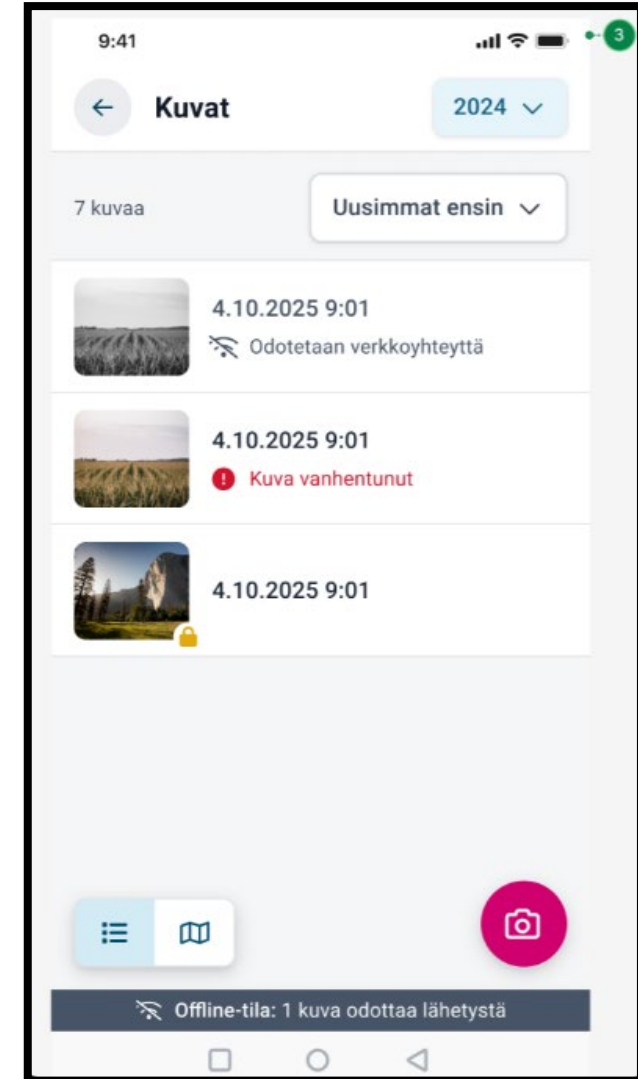 9:41
3
Kuvat
2024
7 kuvaa
Uusimmat ensin
4.10.2025 9:01
Odotetaan verkkoyhteyttä
4.10.2025 9:01
Kuva vanhentunut
4.10.2025 9:01
Offline-tila: 1 kuva odottaa lähetystä